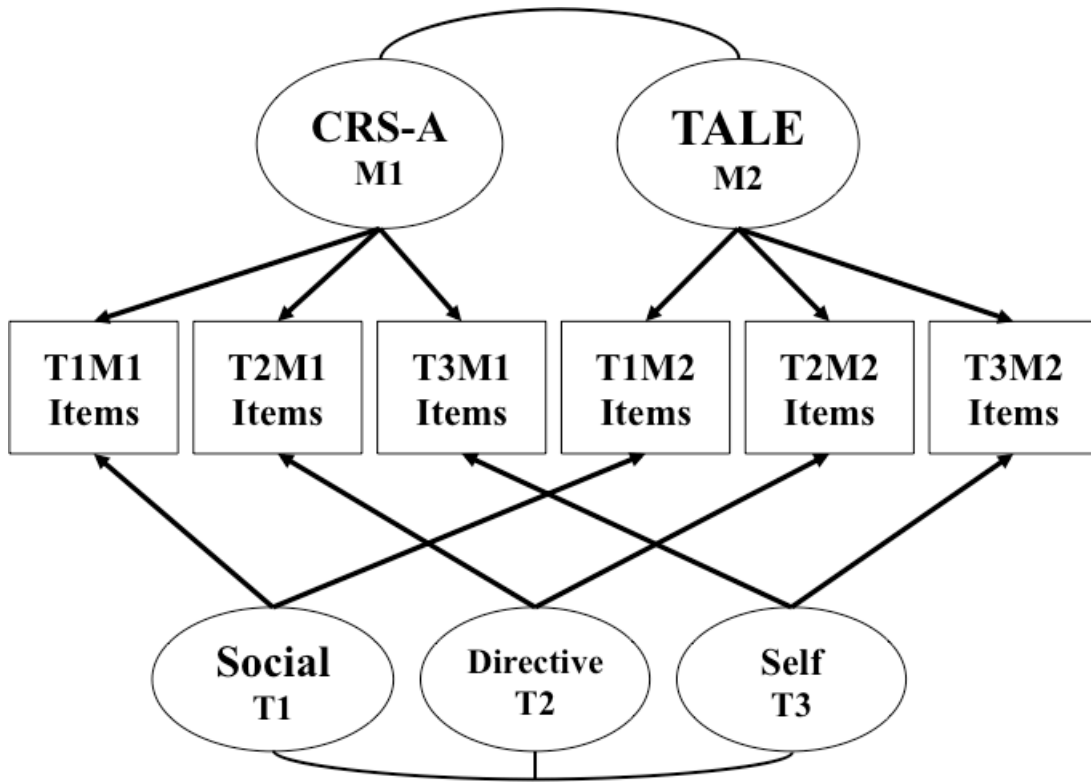 CRS-A
M1
TALE
M2
T1M1
Items
T2M1
Items
T3M1
Items
T1M2
Items
T2M2
Items
T3M2
Items
Social
T1
Directive
T2
Self
T3